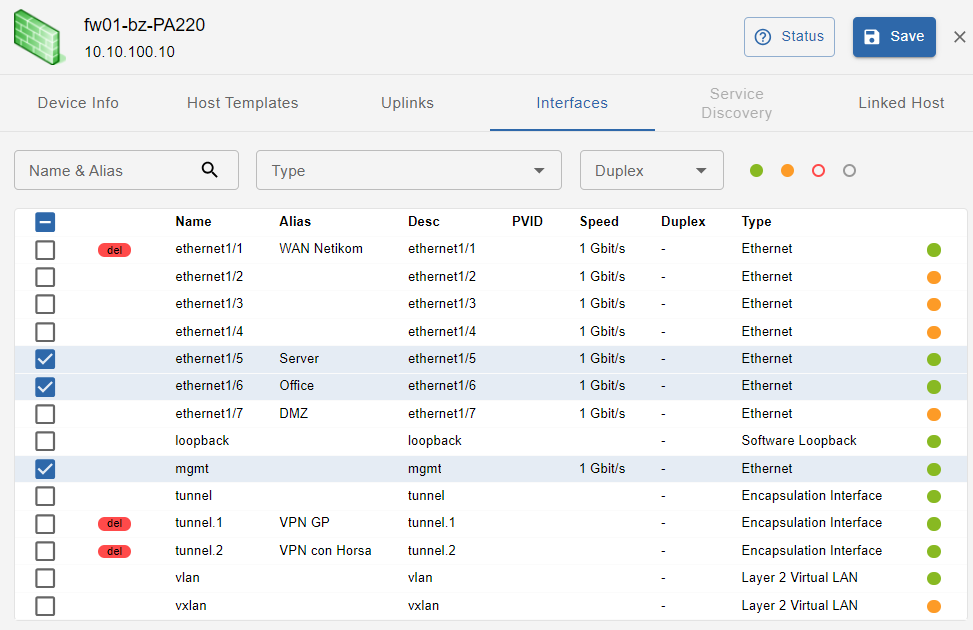 fw01-bz-PA220
10.10.100.10
Status
Save
Device Info
Host Templates
Uplinks
Interfaces
Service
Discovery
Linked Host
Name & Alias
Type
Duplex
Name Alias Desc PVID Speed Duplex Type
del ethernet1/1 WAN Netikom ethernet1/1 1 Gbit/s - Ethernet
ethernet1/2 ethernet1/2 1 Gbit/s - Ethernet
ethernet1/3 ethernet1/3 1 Gbit/s - Ethernet
ethernet1/4 ethernet1/4 1 Gbit/s - Ethernet
ethernet1/5 Server ethernet1/5 1 Gbit/s - Ethernet
ethernet1/6 Office ethernet1/6 1 Gbit/s - Ethernet
ethernet1/7 DMZ ethernet1/7 1 Gbit/s - Ethernet
loopback loopback - Software Loopback
mgmt mgmt 1 Gbit/s - Ethernet
tunnel tunnel - Encapsulation Interface
del tunnel.1 VPN GP tunnel.1 - Encapsulation Interface
del tunnel.2 VPN con Horsa tunnel.2 - Encapsulation Interface
vlan vlan - Layer 2 Virtual LAN
vxlan vxlan - Layer 2 Virtual LAN